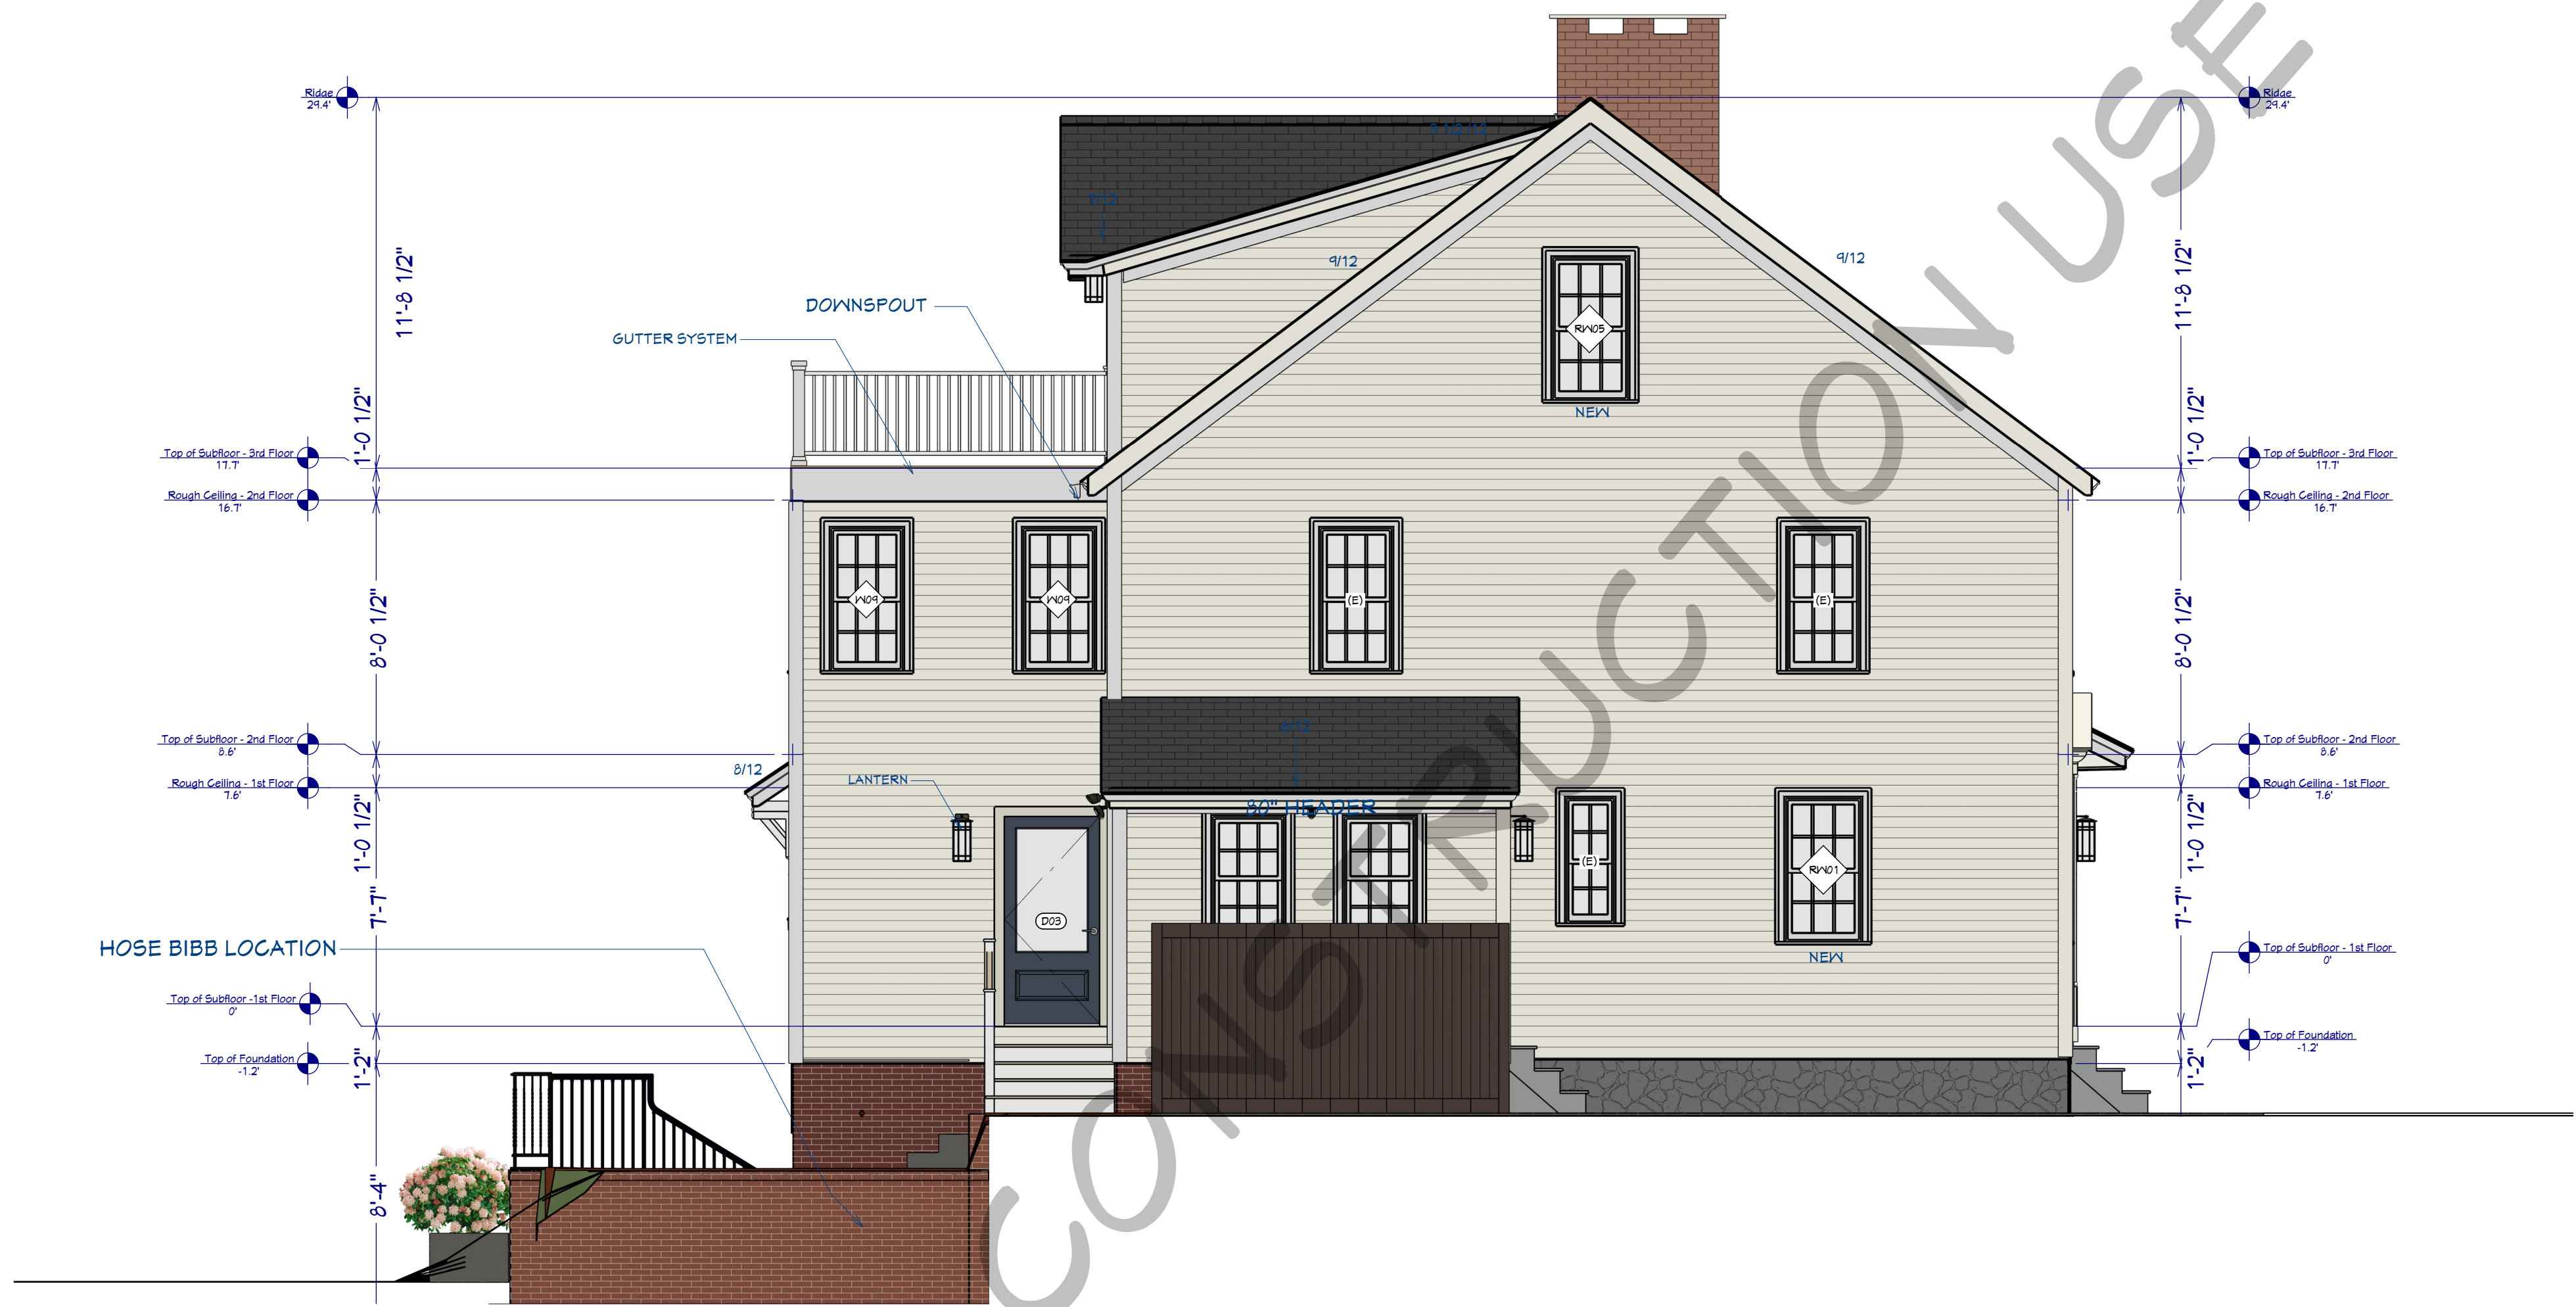 Ridge
29.4'
Ridge
29.4'
9 1/2 /12
7/12
11'-8 1/2"
11'-8 1/2"
9/12
9/12
DOWNSPOUT
GUTTER SYSTEM
RW05
NEW
1'-0 1/2"
1'-0 1/2"
Top of Subfloor - 3rd Floor
17.7'
Top of Subfloor - 3rd Floor
17.7'
Rough Ceiling - 2nd Floor
16.7'
Rough Ceiling - 2nd Floor
16.7'
W09
W09
(E)
(E)
8'-0 1/2"
8'-0 1/2"
Top of Subfloor - 2nd Floor
8.6'
Top of Subfloor - 2nd Floor
8.6'
8/12
8/12
LANTERN
Rough Ceiling - 1st Floor
7.6'
Rough Ceiling - 1st Floor
7.6'
80" HEADER
1'-0 1/2"
1'-0 1/2"
(E)
RW01
D03
7'-7"
7'-7"
NEW
HOSE BIBB LOCATION
Top of Subfloor - 1st Floor
0'
Top of Subfloor -1st Floor
0'
Top of Foundation
-1.2'
Top of Foundation
-1.2'
1'-2"
1'-2"
8'-4"
CONSTRUCTION USE